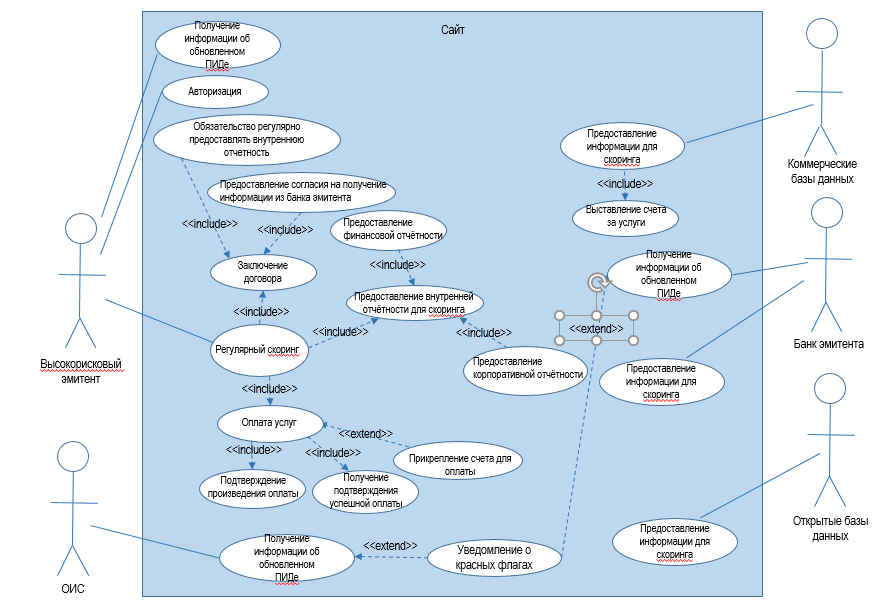 Сайт
Получение
информации об
обновленном
ПИДе
Авторизация
Обязательство регулярно
предоставлять внутреннюю
отчетность
Предоставление согласия на получение
информации из банка эмитента
<<include>>
<<include>>
Предоставление
финансовой отчётности
Заключение
договора
<<include>>
Предоставление внутренней
отчётности для скоринга
<<include>>
<<include>>
<<include>>
Регулярный скоринг
Предоставление
корпоративной отчётности
<<include>>
Оплата услуг
<<extend>>
<<include>>
<<include>>
Прикрепление счета для
оплаты
Подтверждение
произведения оплаты
Получение
подтверждения
успешной оплаты
Получение
информации об
обновленном
ПИДе
<<extend>>
Уведомление о
красных флагах
Предоставление
информации для
скоринга
<<include>>
Выставление счета
за услуги
Получение
информации об
обновленном
ПИДе
<<extend>>
Предоставление
информации для
скоринга
Предоставление
информации для
скоринга
Высокорисковый
эмитент
ОИС
Коммерческие
базы данных
Банк эмитента
Открытые базы
данных